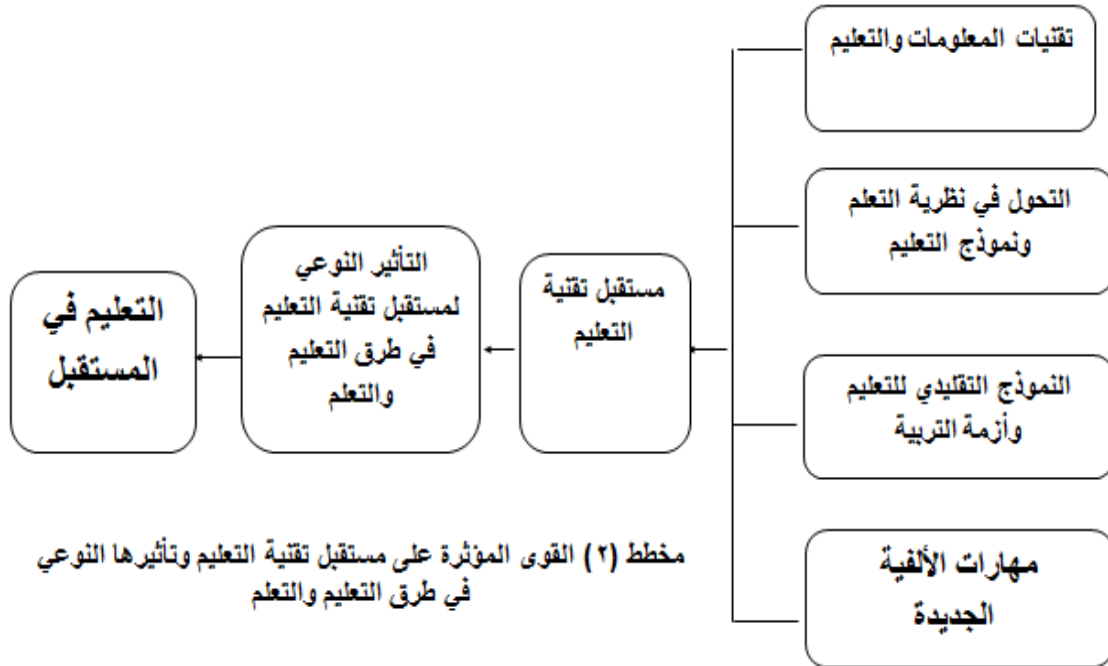 تقنيات المعلومات والتعليم
التحول في نظرية التعلم
ونموذج التعليم
النموذج التقليدي للتعليم
وأزمة التربية
مهارات الألفية
الجديدة
مستقبل تقنية
التعليم
التأثير النوعي
لمستقبل تقنية التعليم
في طرق التعليم
والتعلم
التعليم في
المستقبل
مخطط (٢) القوى المؤثرة على مستقبل تقنية التعليم وتأثيرها النوعي
في طرق التعليم والتعلم